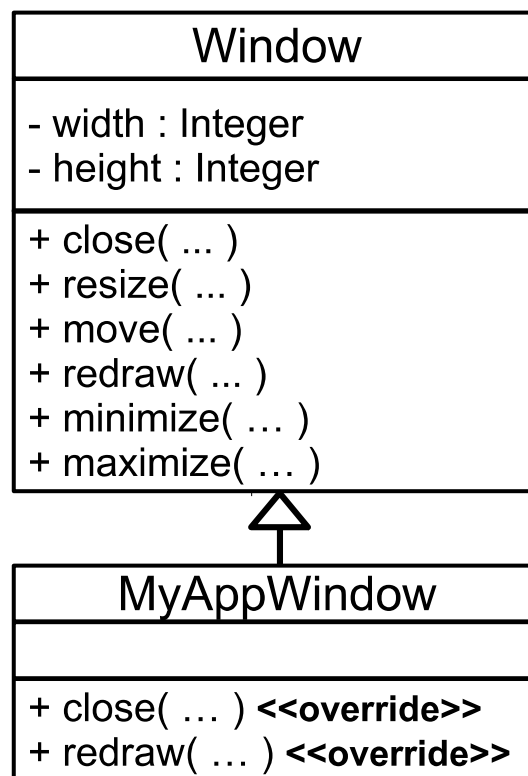 Window
- width : Integer
- height : Integer
+ close( ... )
+ resize( ... )
+ move( ... )
+ redraw( ... )
+ minimize( … )
+ maximize( … )
MyAppWindow
+ close( … ) <<override>>
+ redraw( … ) <<override>>